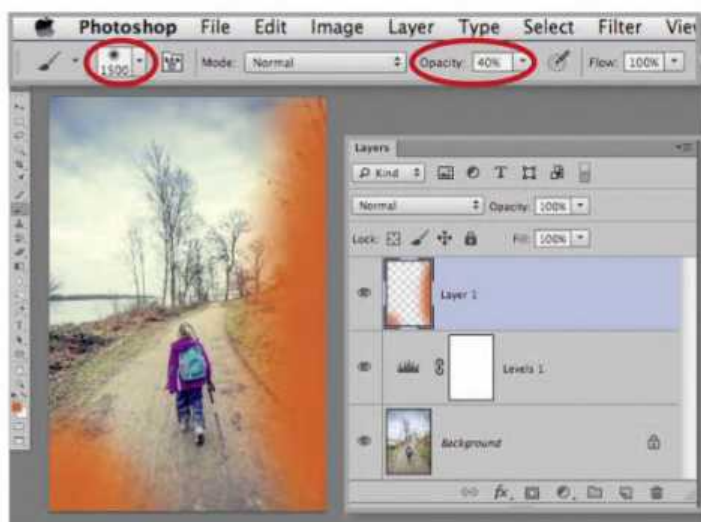 Photoshop File Edit Image Layer Type Select Filter View
1500 Mode: Normal Opacity: 40% Flow: 100%
Layers
Kind T
Normal Opacity: 100%
Lock: Fill: 100%
Layer 1
Levels 1
Background
fx